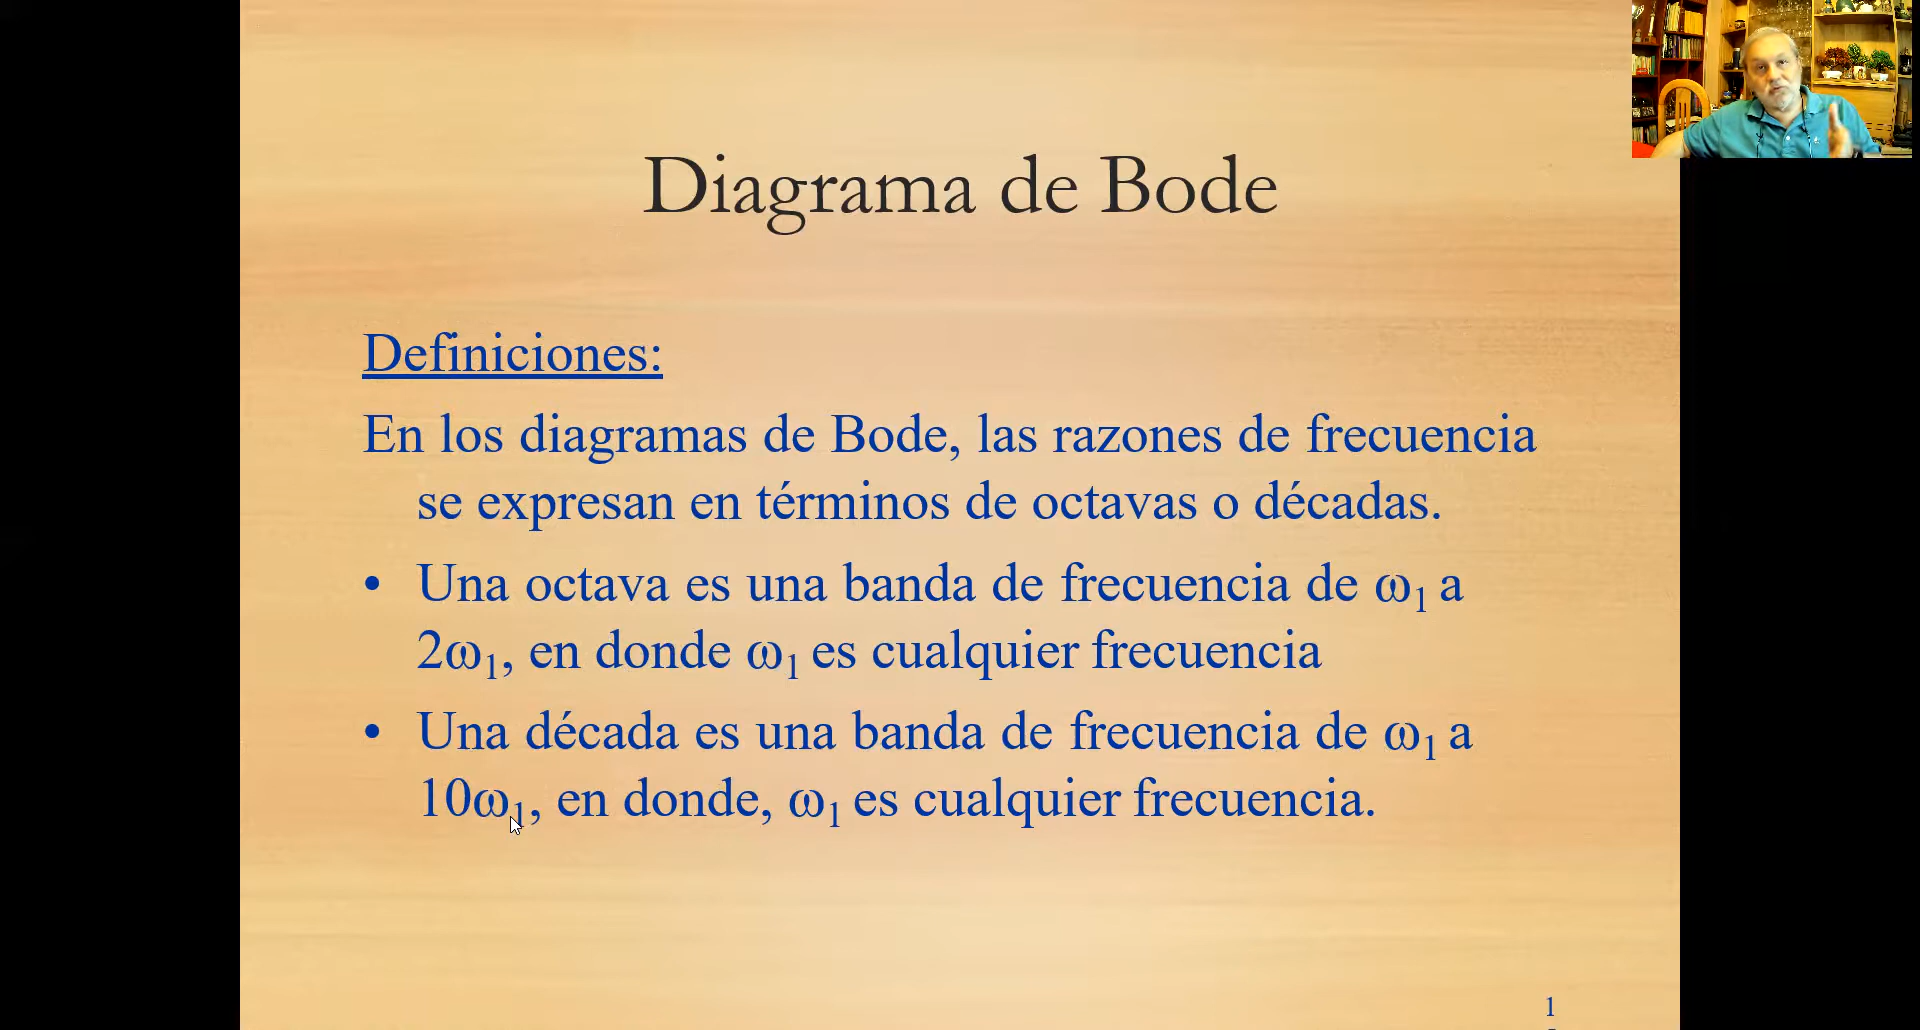 Diagrama de Bode
Definiciones:
En los diagramas de Bode, las razones de frecuencia
se expresan en términos de octavas o décadas.
• Una octava es una banda de frecuencia de ω₁ a
2ω₁, en donde ω₁ es cualquier frecuencia
• Una década es una banda de frecuencia de ω₁ a
10ω₁, en donde, ω₁ es cualquier frecuencia.
1